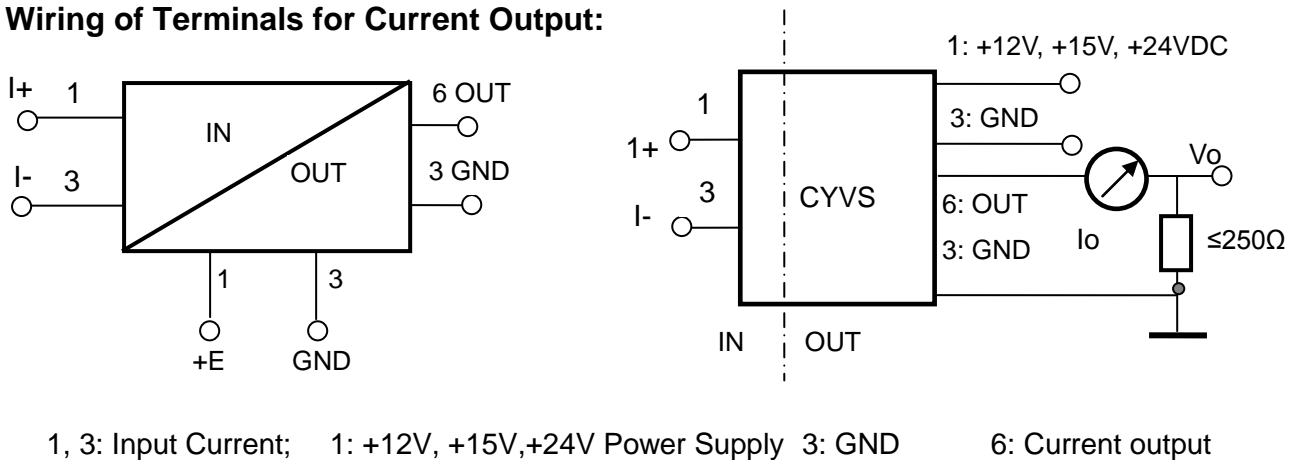 Wiring of Terminals for Current Output:
I+ 1
IN
OUT
6 OUT
I- 3
3 GND
1
3
+E
GND
1: +12V, +15V, +24VDC
1
3: GND
1+
Vo
3
CYVS
I-
6: OUT
Io
≤250Ω
3: GND
IN
OUT
1, 3: Input Current; 1: +12V, +15V,+24V Power Supply 3: GND 6: Current output